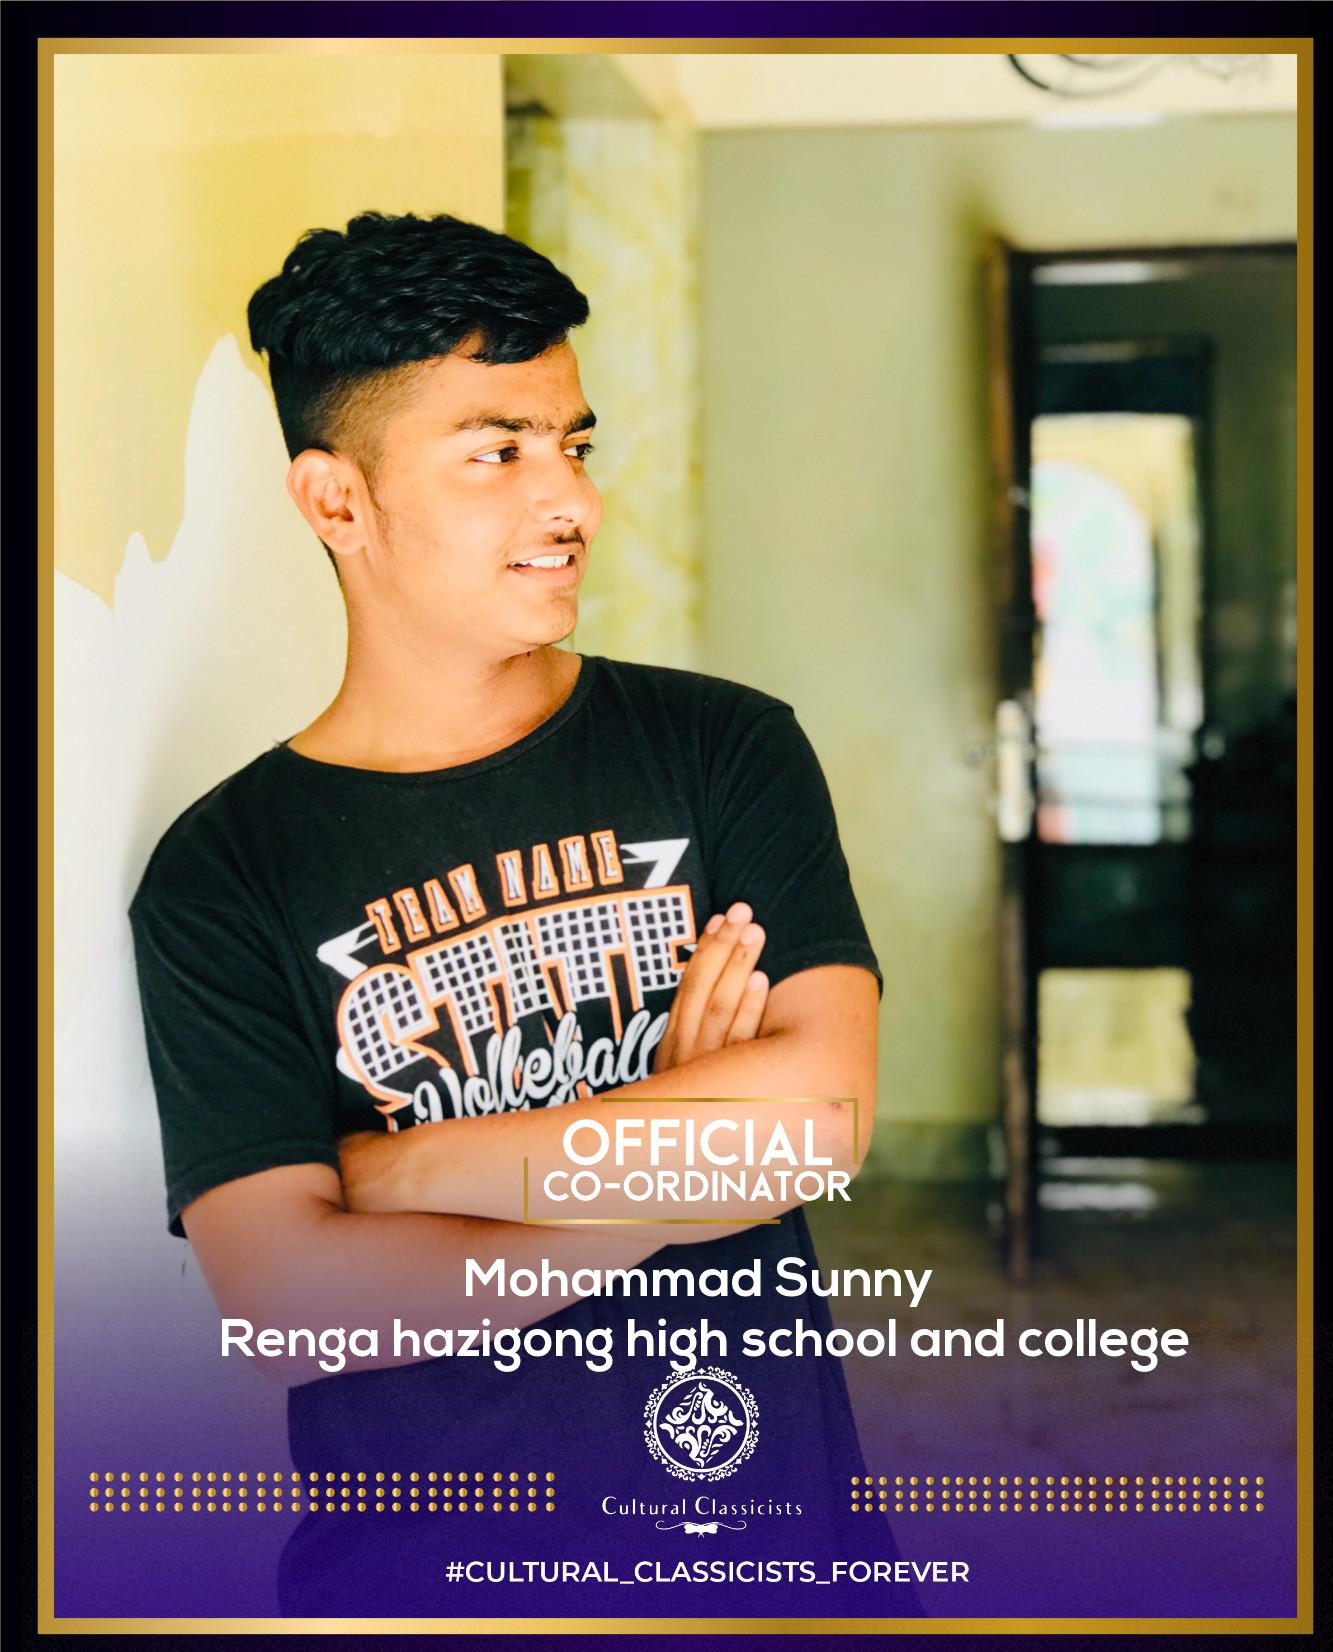 TEAM NAME
STATE
Volleyball
OFFICIAL
CO-ORDINATOR
Mohammad Sunny
Renga hazigong high school and college
Cultural Classicists
#CULTURAL_CLASSICISTS_FOREVER